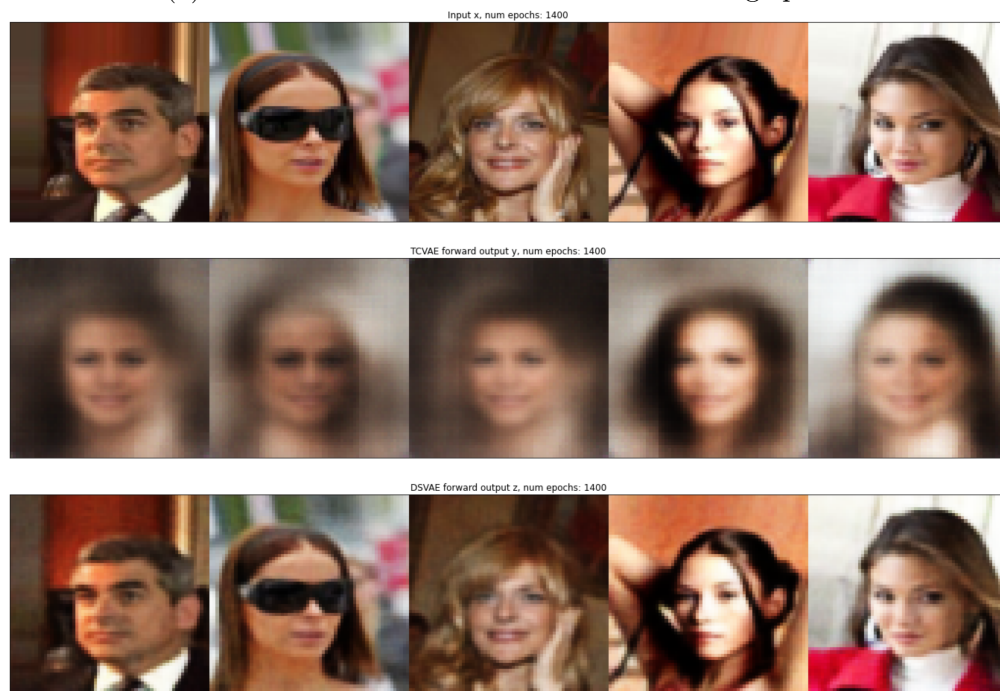 Input x, num epochs: 1400
TCVAE forward output y, num epochs: 1400
DSVAE forward output z, num epochs: 1400